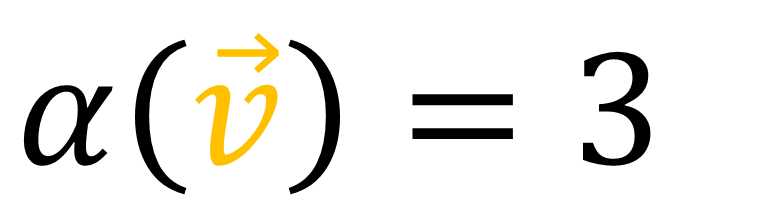 α(v⃗) = 3